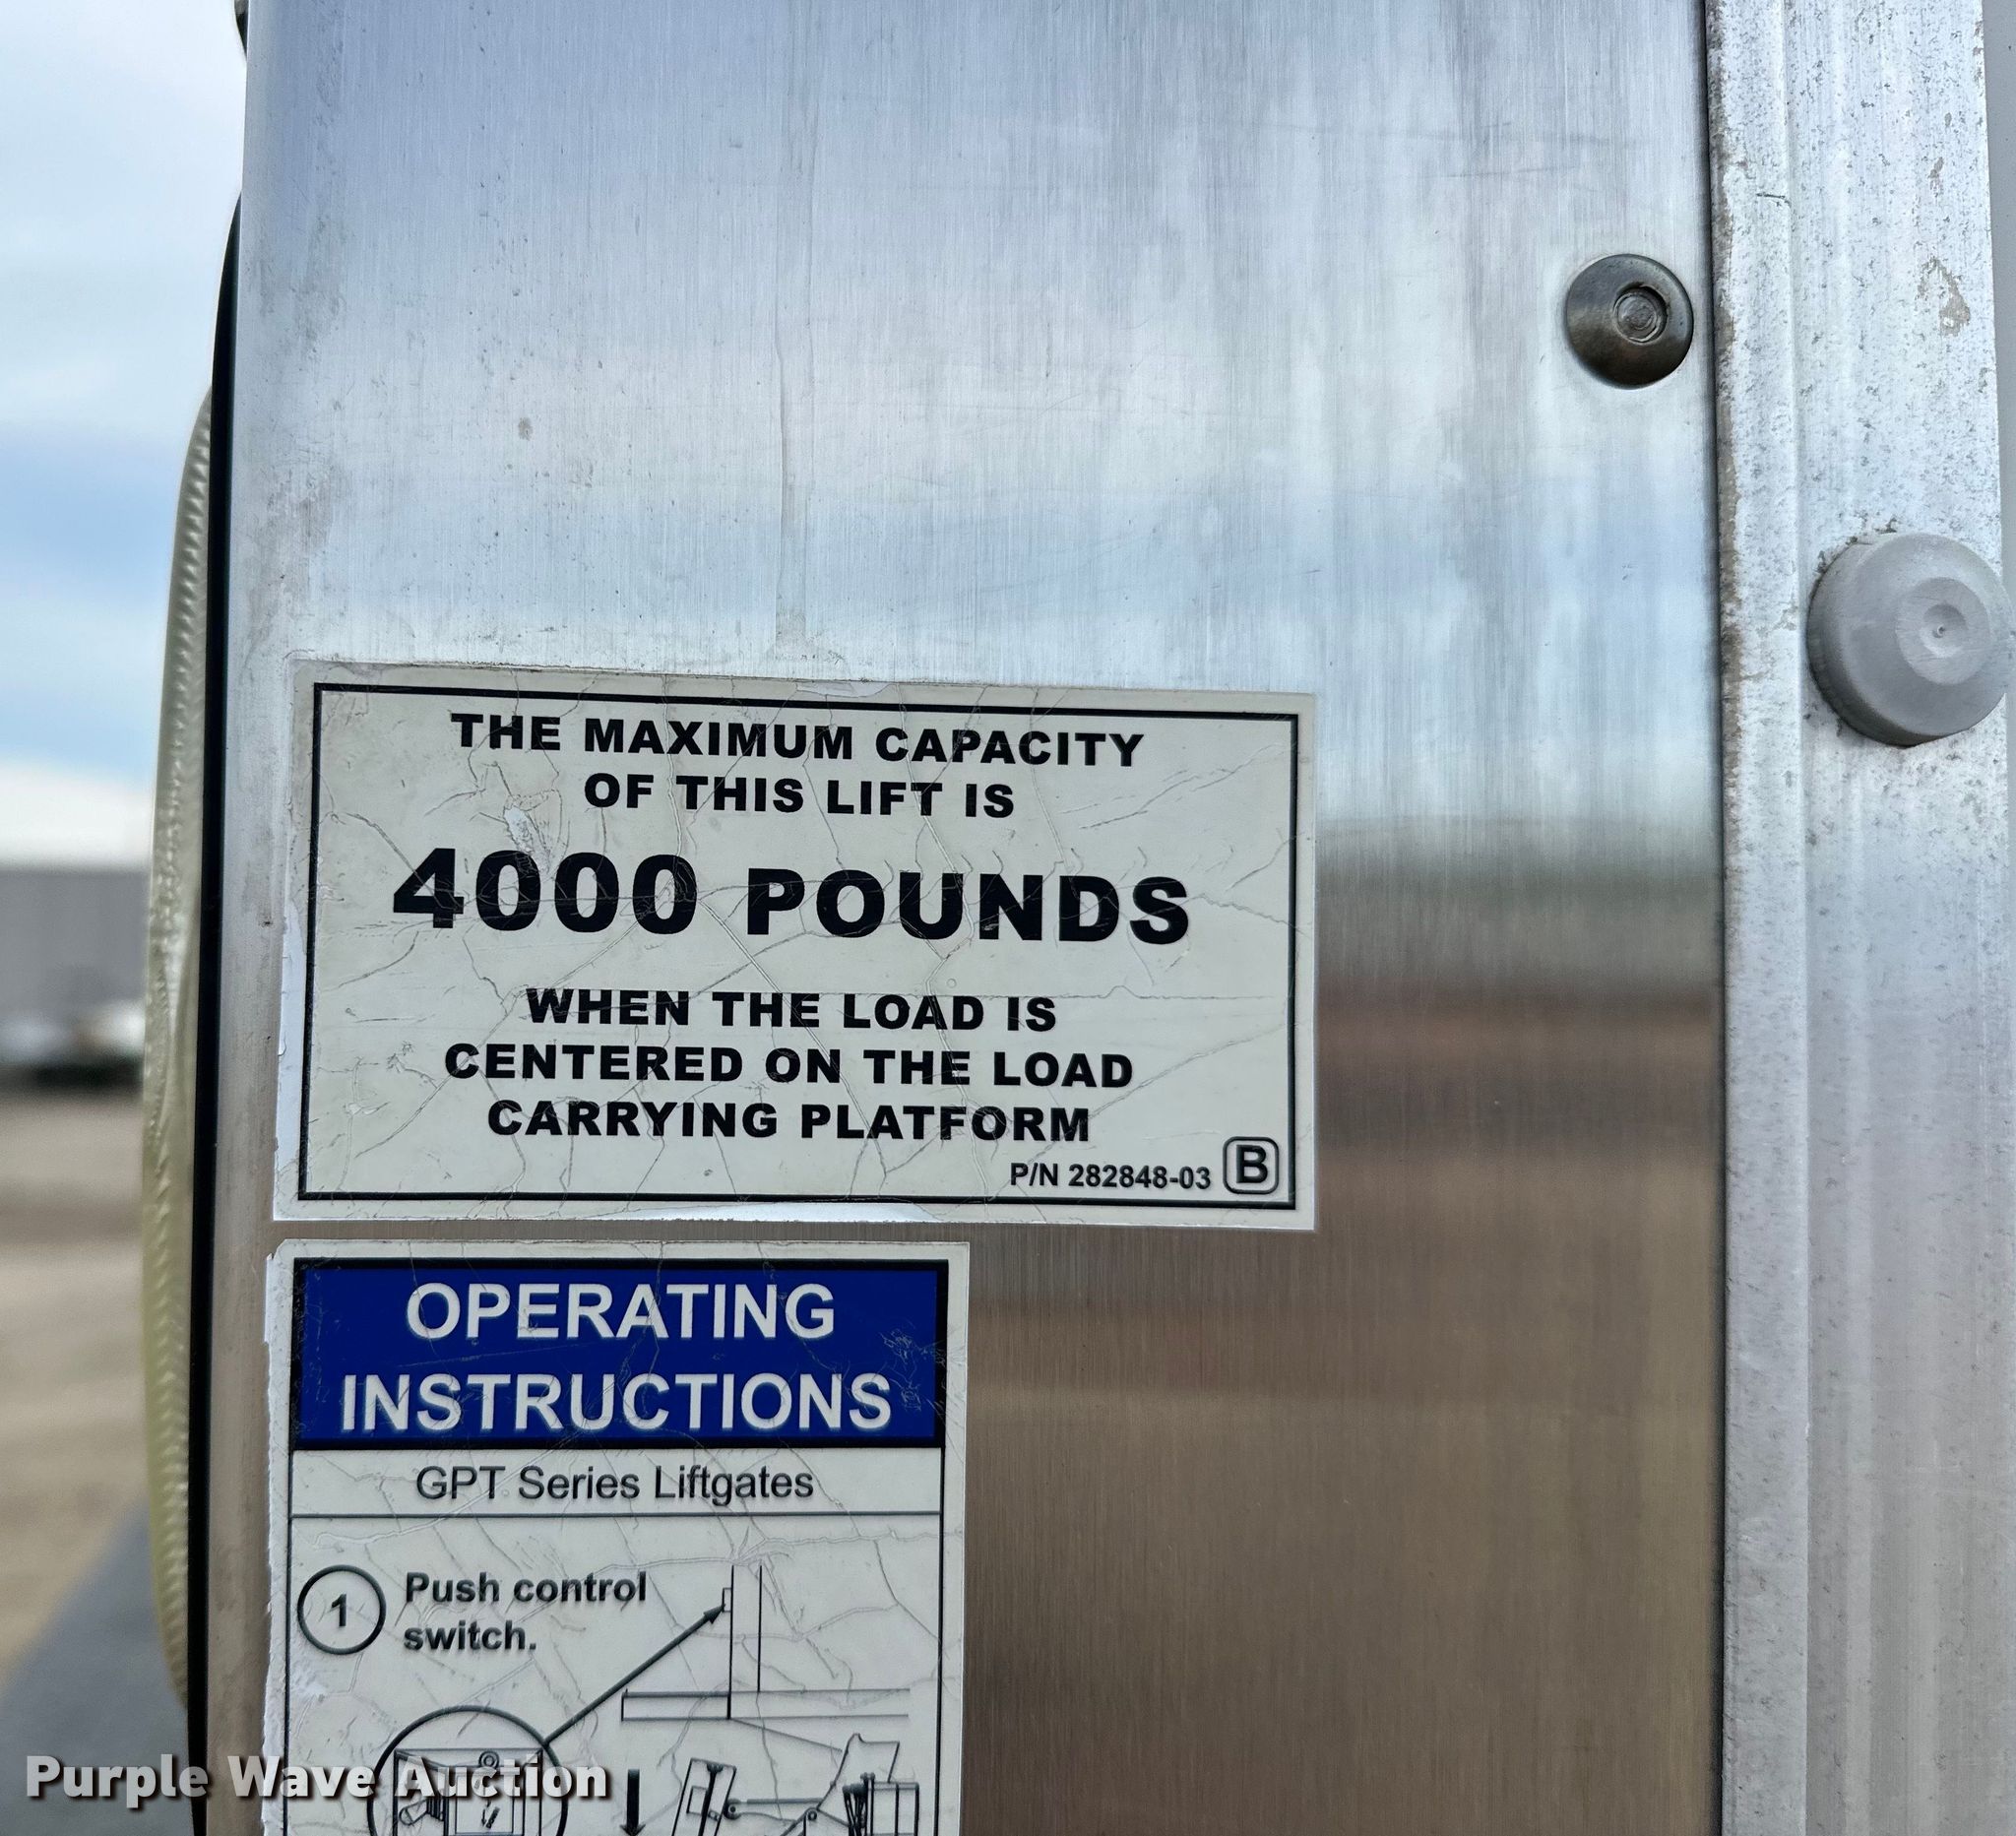 THE MAXIMUM CAPACITY
OF THIS LIFT IS
4000 POUNDS
WHEN THE LOAD IS
CENTERED ON THE LOAD
CARRYING PLATFORM
P/N 282848-03 B
OPERATING
INSTRUCTIONS
GPT Series Liftgates
1 Push control
switch.
Purple Wave Auction